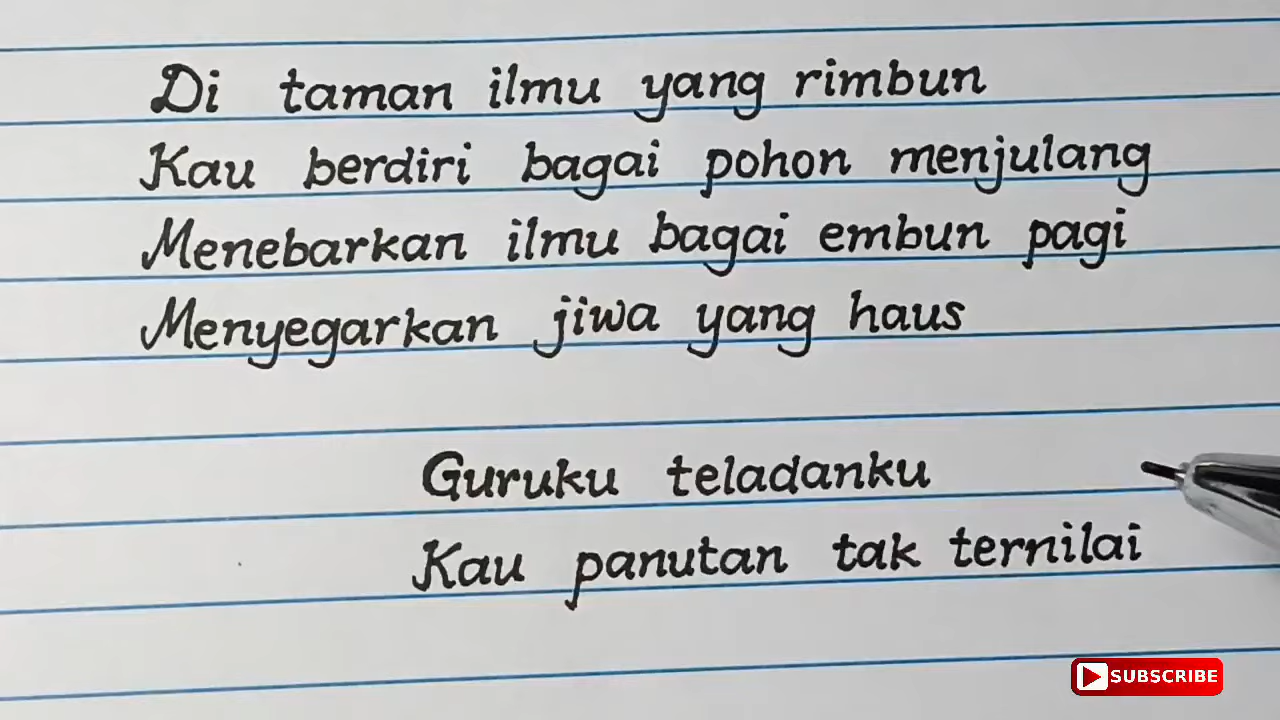 Di taman ilmu yang rimbun
Kau berdiri bagai pohon menjulang
Menebarkan ilmu bagai embun pagi
Menyegarkan jiwa yang haus
Guruku teladanku
Kau panutan tak ternilai
SUBSCRIBE